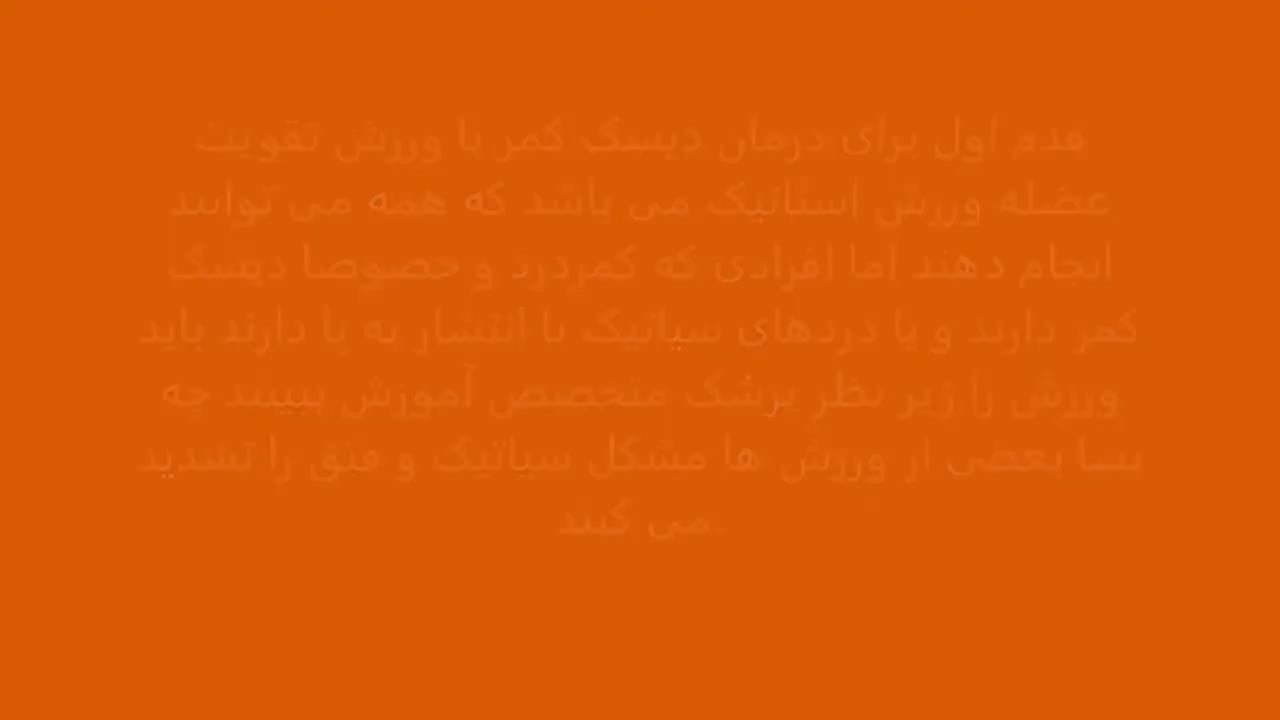 قدم اول برای درمان دیسک کمر با ورزش تقویت
عضله ورزش استاتیک می باشد که همه می توانند
انجام دهند اما افرادی که کمردرد و خصوصا دیسک
کمر دارند و یا دردهای سیاتیک با انتشار به پا دارند باید
ورزش را زیر نظر پزشک متخصص آموزش ببینند چه
بسا بعضی از ورزش ها مشکل سیاتیک و فتق را تشدید
می کنند.